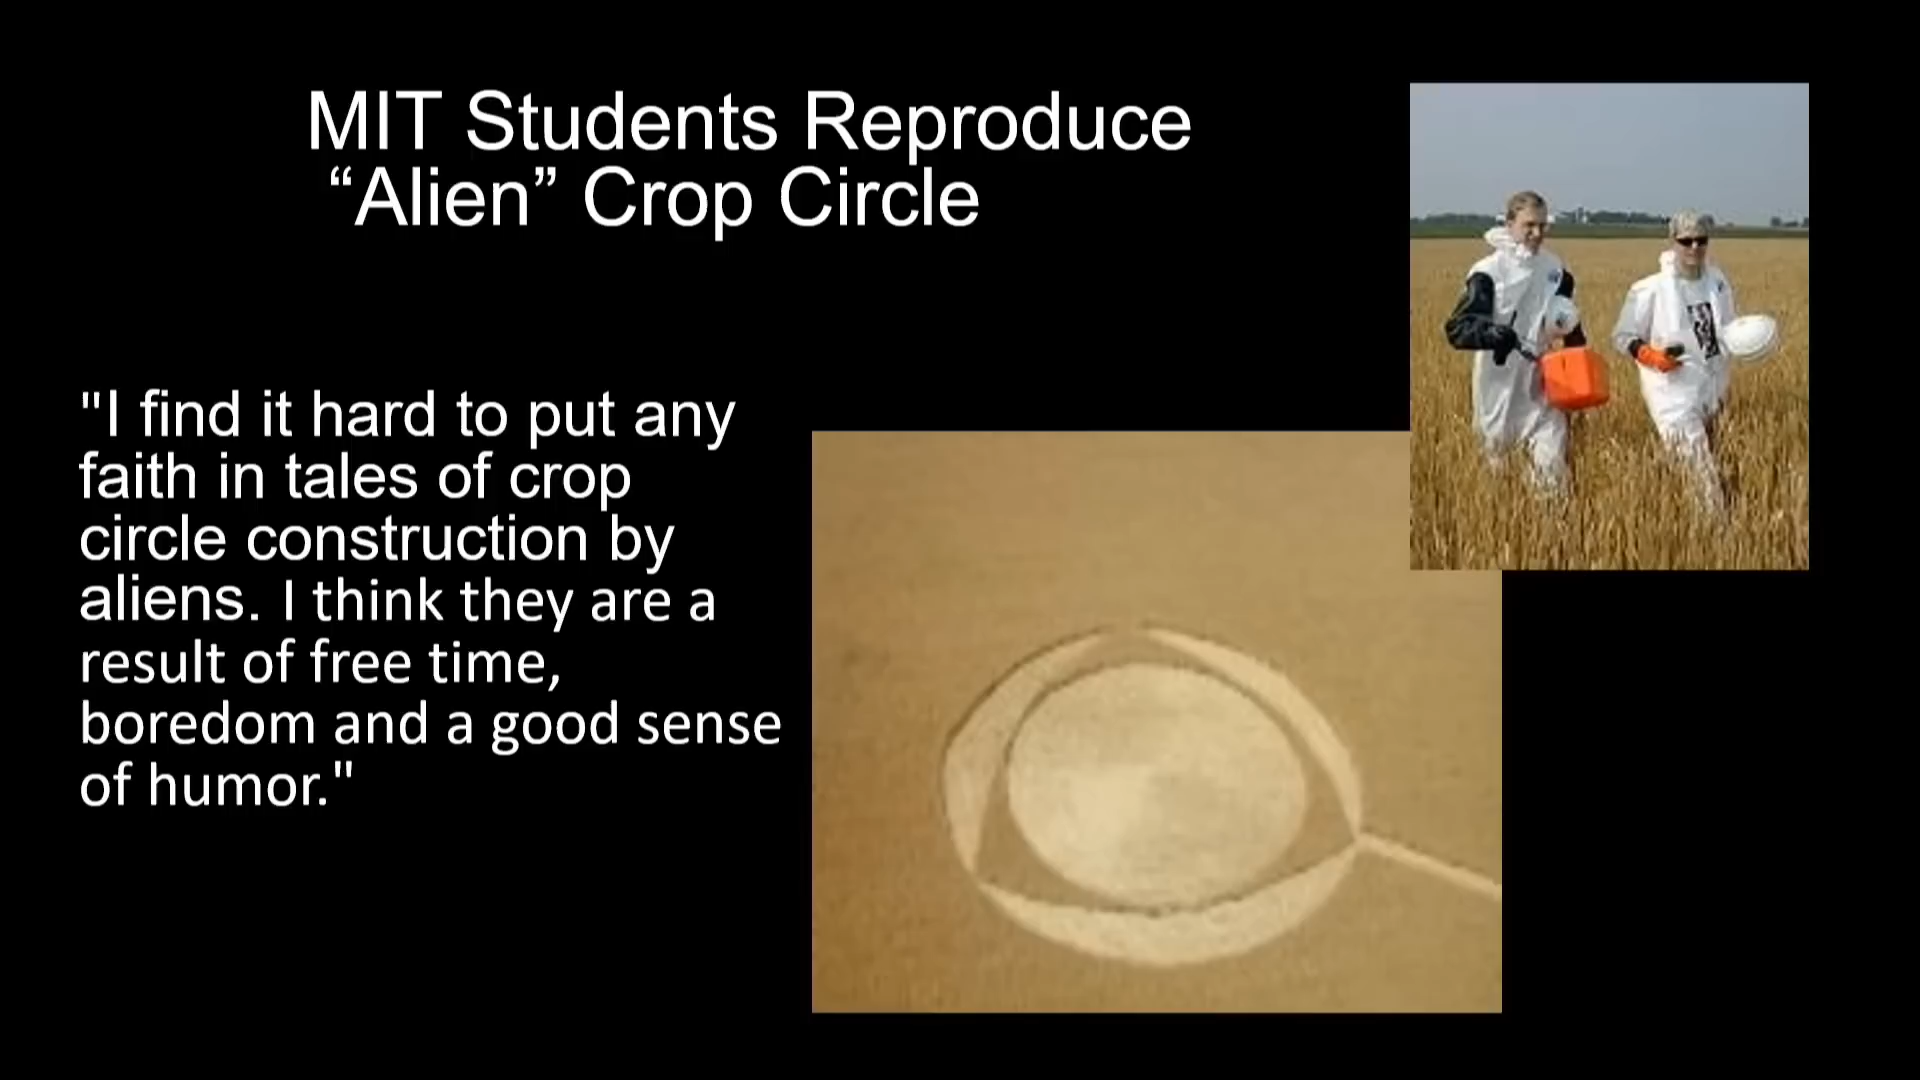 MIT Students Reproduce
“Alien” Crop Circle
"I find it hard to put any
faith in tales of crop
circle construction by
aliens. I think they are a
result of free time,
boredom and a good sense
of humor."